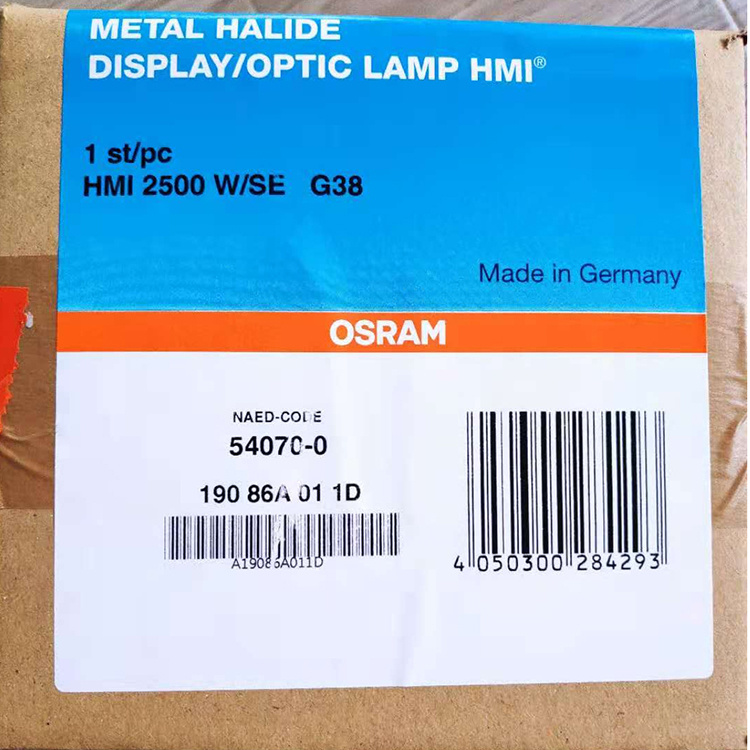 METAL HALIDE
DISPLAY/OPTIC LAMP HMI®
1 st/pc
HMI 2500 W/SE G38
Made in Germany
OSRAM
NAED-CODE
54070-0
190 86A 01 1D
A19086A011D
4 050300 284293